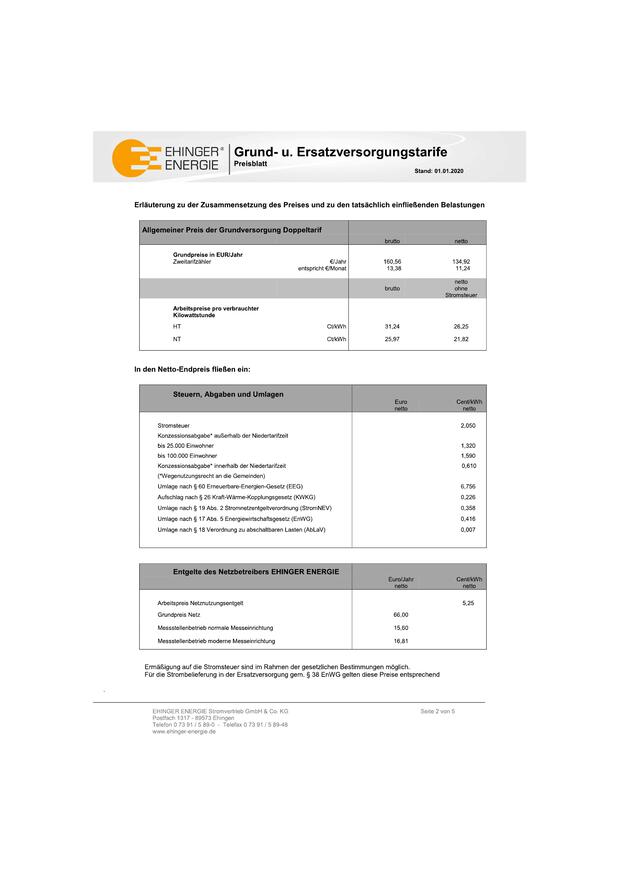 EHINGER®
ENERGIE
Grund- u. Ersatzversorgungstarife
Preisblatt
Stand: 01.01.2020
Erläuterung zu der Zusammensetzung des Preises und zu den tatsächlich einfließenden Belastungen
Allgemeiner Preis der Grundversorgung Doppeltarif
brutto netto
Grundpreise in EUR/Jahr
Zweitarifzähler €/Jahr 160,56 134,92
entspricht €/Monat 13,38 11,24
brutto netto ohne Stromsteuer
Arbeitspreise pro verbrauchter
Kilowattstunde
HT Ct/kWh 31,24 26,25
NT Ct/kWh 25,97 21,82
In den Netto-Endpreis fließen ein:
Steuern, Abgaben und Umlagen
Euro Cent/kWh
netto netto
Stromsteuer 2,050
Konzessionsabgabe* außerhalb der Niedertarifzeit
bis 25.000 Einwohner 1,320
bis 100.000 Einwohner 1,590
Konzessionsabgabe* innerhalb der Niedertarifzeit 0,610
(*Wegenutzungsrecht an die Gemeinden)
Umlage nach § 60 Erneuerbare-Energien-Gesetz (EEG) 6,756
Aufschlag nach § 26 Kraft-Wärme-Kopplungsgesetz (KWKG) 0,226
Umlage nach § 19 Abs. 2 Stromnetzentgeltverordnung (StromNEV) 0,358
Umlage nach § 17 Abs. 5 Energiewirtschaftsgesetz (EnWG) 0,416
Umlage nach § 18 Verordnung zu abschaltbaren Lasten (AbLaV) 0,007
Entgelte des Netzbetreibers EHINGER ENERGIE
Euro/Jahr Cent/kWh
netto netto
Arbeitspreis Netznutzungsentgelt 5,25
Grundpreis Netz 66,00
Messstellenbetrieb normale Messeinrichtung 15,60
Messstellenbetrieb moderne Messeinrichtung 16,81
Ermäßigung auf die Stromsteuer sind im Rahmen der gesetzlichen Bestimmungen möglich.
Für die Strombelieferung in der Ersatzversorgung gem. § 38 EnWG gelten diese Preise entsprechend
.
EHINGER ENERGIE Stromvertrieb GmbH & Co. KG Seite 2 von 5
Postfach 1317 - 89573 Ehingen
Telefon 0 73 91 / 5 89-0 - Telefax 0 73 91 / 5 89-48
www.ehinger-energie.de